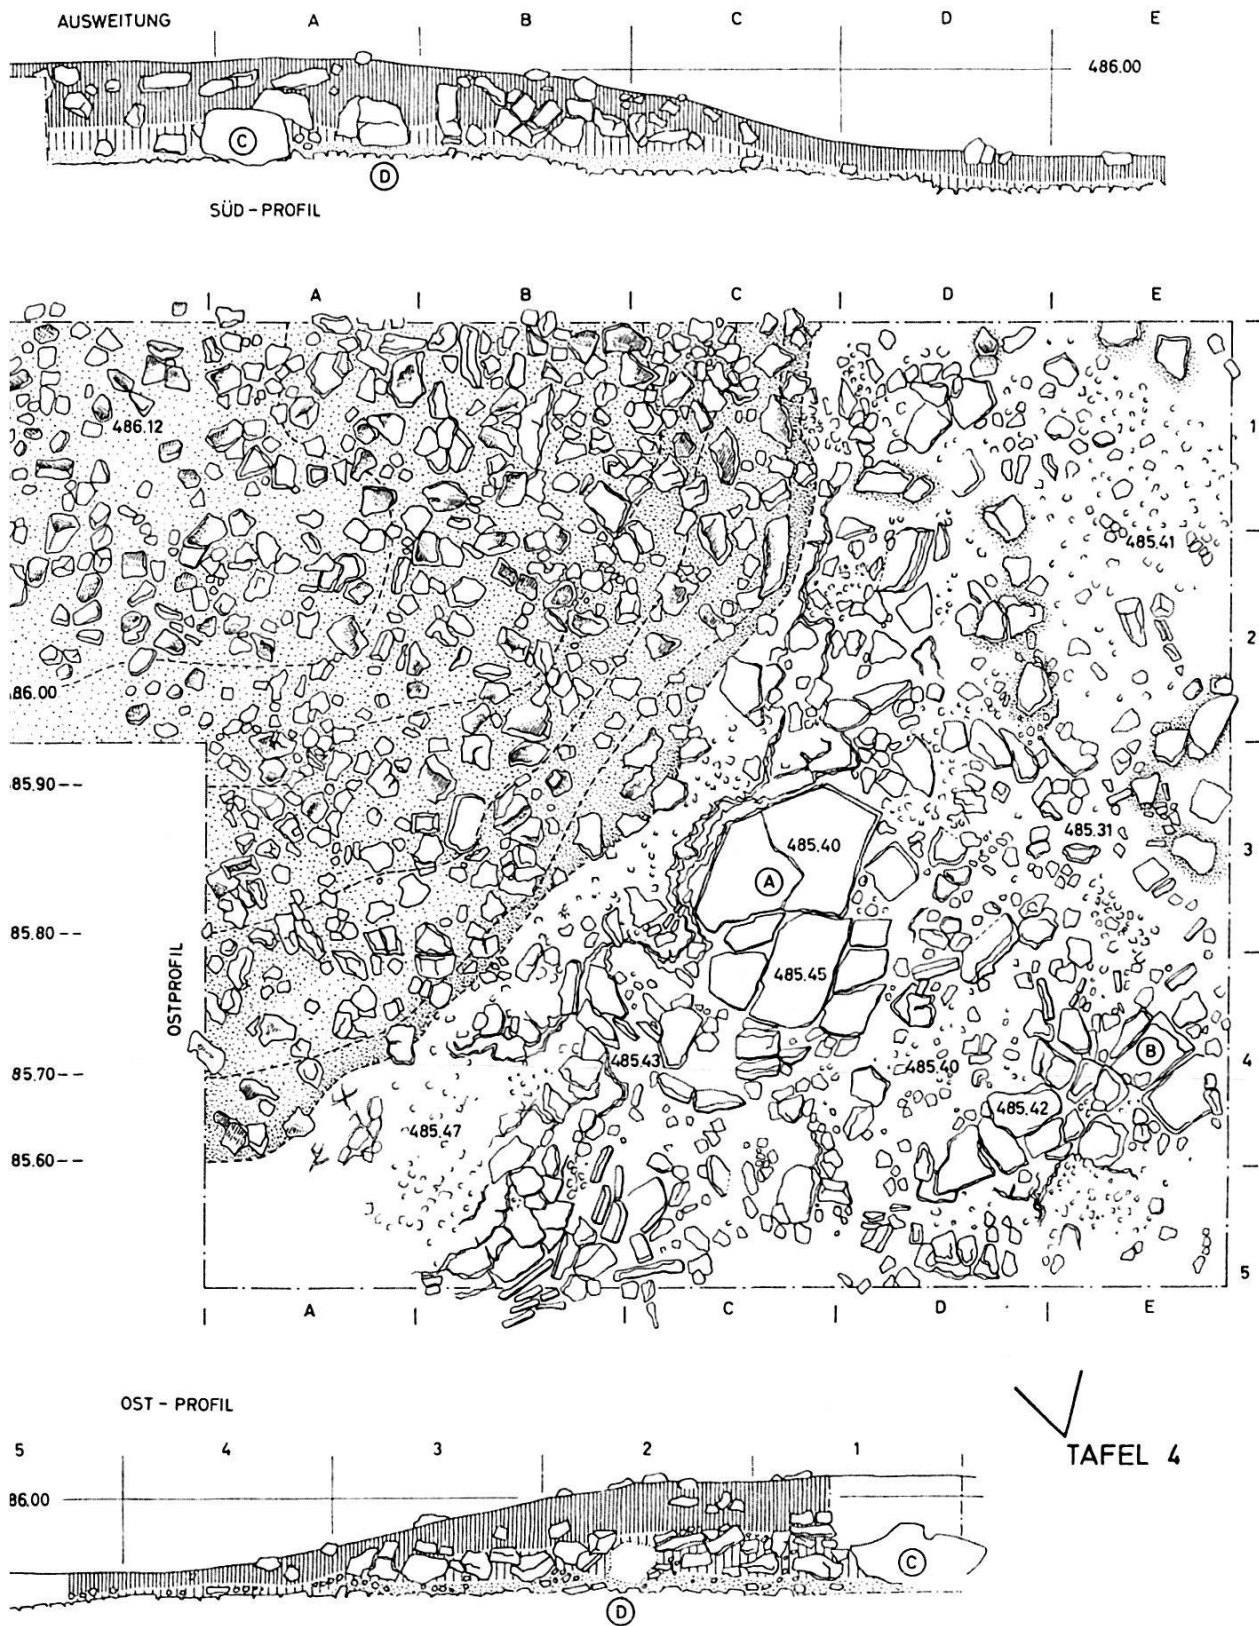 AUSWEITUNG A B C D E
486.00
C
D
SÜD - PROFIL
A B C D E
486.12
1
485.41
2
86.00
85.90
485.31
485.40
3
A
85.80
485.45
OSTPROFIL
B
485.43
485.40
4
85.70
485.42
485.47
85.60
5
A C D E
OST - PROFIL
TAFEL 4
5 4 3 2 1
86.00
C
D